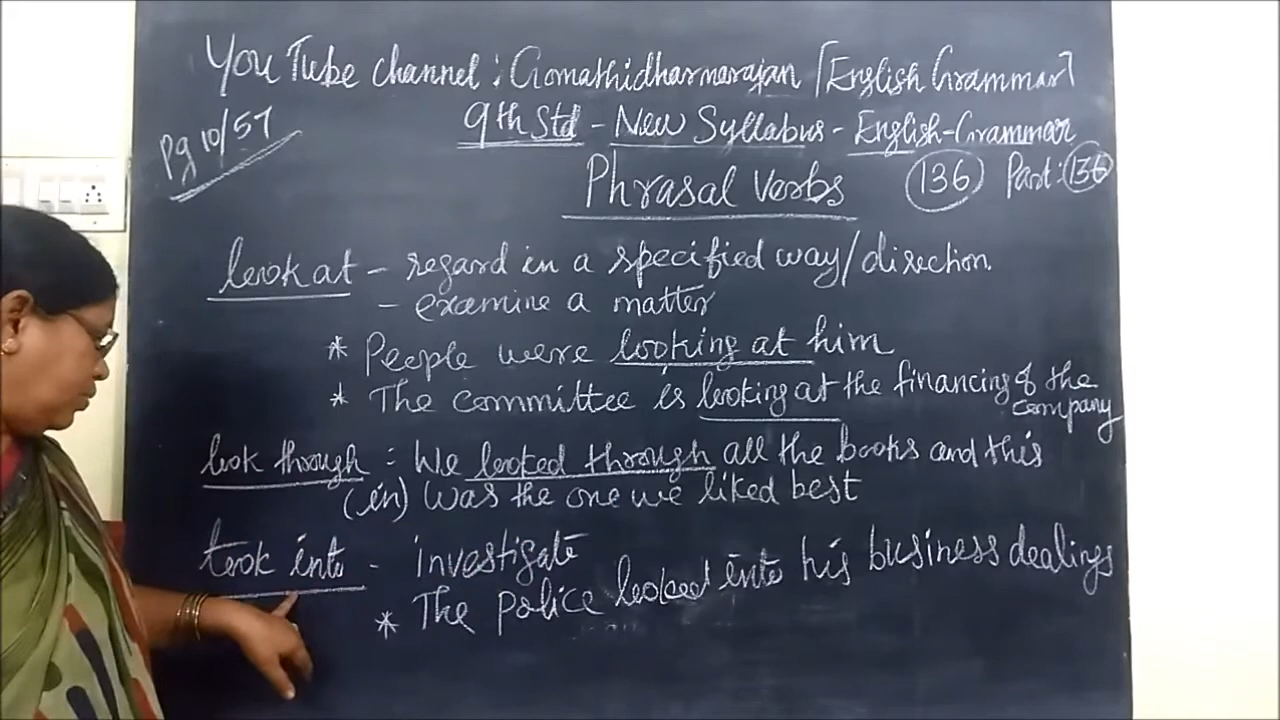 YouTube channel : Gomathidharmarajan [English Grammar]
Pg 10/57
9th Std - New Syllabus - English-Grammar
Phrasal Verbs 136 Part: 136
look at - regard in a specified way/direction.
- examine a matter
* People were looking at him
* The committee is looking at the financing of the company
look through : We looked through all the books and this
(in) was the one we liked best
look into - investigate
* The police looked into his business dealings